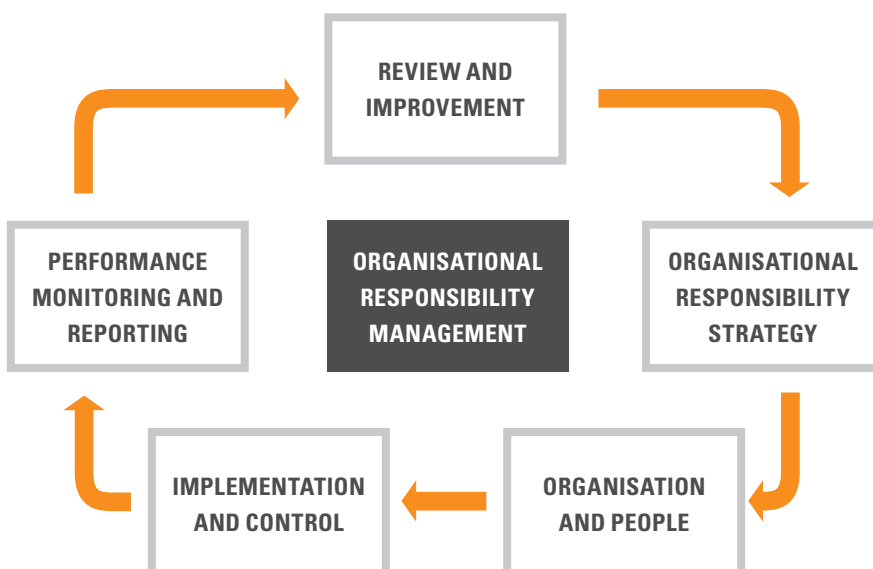 REVIEW AND
IMPROVEMENT
PERFORMANCE
MONITORING AND
REPORTING
ORGANISATIONAL
RESPONSIBILITY
MANAGEMENT
ORGANISATIONAL
RESPONSIBILITY
STRATEGY
IMPLEMENTATION
AND CONTROL
ORGANISATION
AND PEOPLE